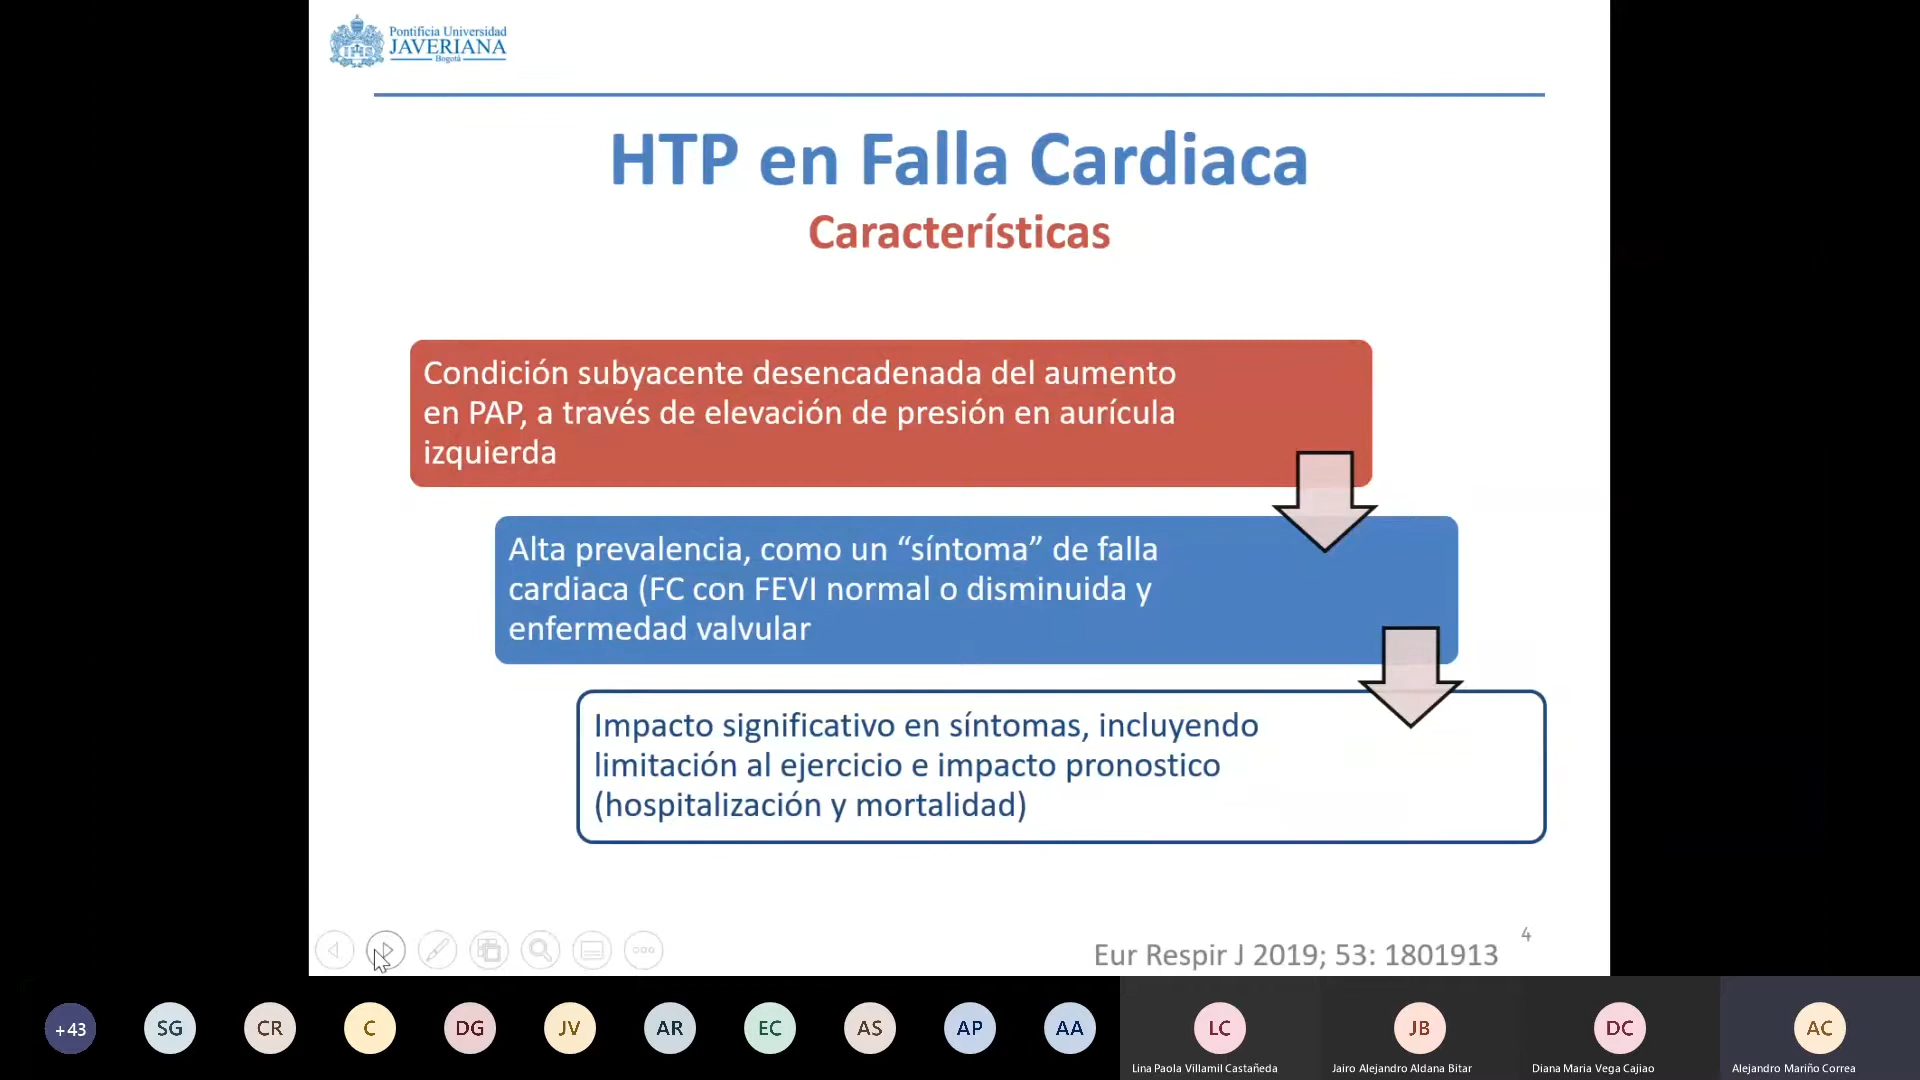 Pontificia Universidad
JAVERIANA
Bogotá
HTP en Falla Cardiaca
Características
Condición subyacente desencadenada del aumento
en PAP, a través de elevación de presión en aurícula
izquierda
Alta prevalencia, como un “síntoma” de falla
cardiaca (FC con FEVI normal o disminuida y
enfermedad valvular
Impacto significativo en síntomas, incluyendo
limitación al ejercicio e impacto pronostico
(hospitalización y mortalidad)
4
Eur Respir J 2019; 53: 1801913
+43
SG
CR
C
DG
JV
AR
EC
AS
AP
AA
LC
JB
DC
AC
Lina Paola Villamil Castañeda
Jairo Alejandro Aldana Bitar
Diana Maria Vega Cajiao
Alejandro Mariño Correa